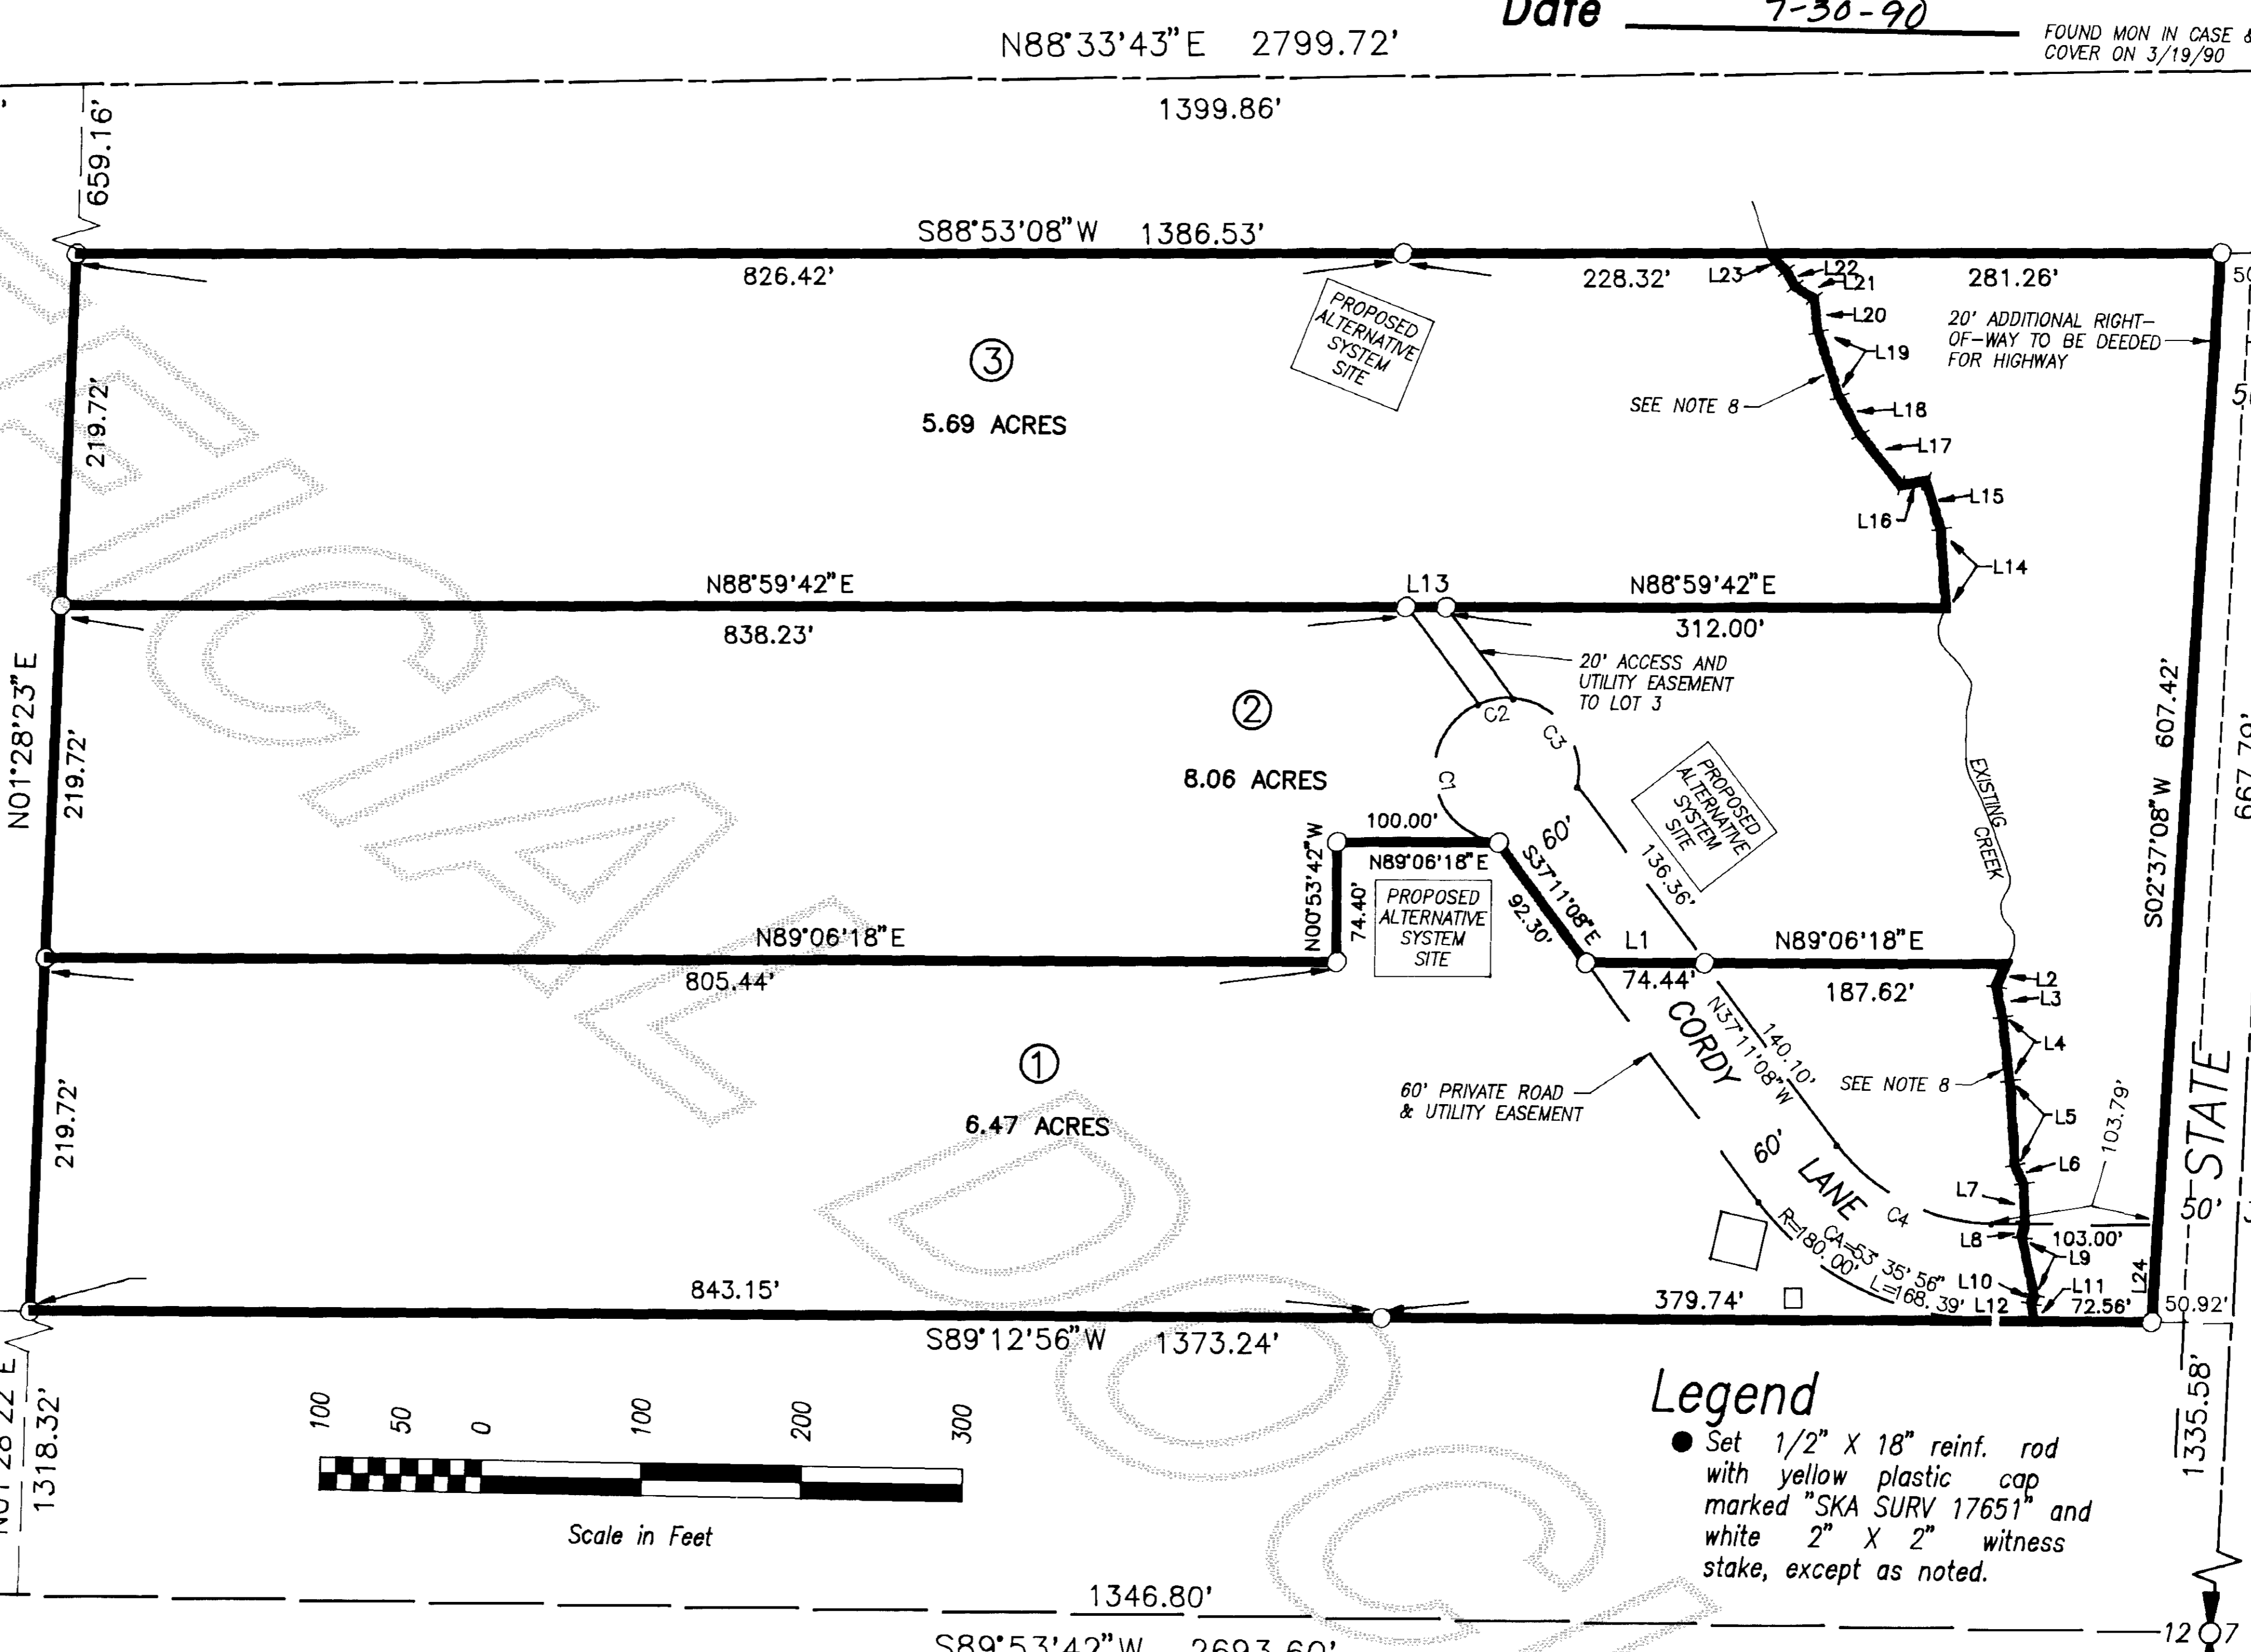 Date 7-30-90
N88°33'43"E 2799.72'
FOUND MON IN CASE &
COVER ON 3/19/90
1399.86'
659.16'
S88°53'08"W 1386.53'
826.42'
228.32'
L23
L22
L21
281.26'
L20
20' ADDITIONAL RIGHT-
OF-WAY TO BE DEEDED
FOR HIGHWAY
PROPOSED
ALTERNATIVE
SYSTEM
SITE
3
5.69 ACRES
L19
SEE NOTE 8
L18
L17
L15
L16
L14
219.72'
N88°59'42"E
L13
N88°59'42"E
838.23'
312.00'
20' ACCESS AND
UTILITY EASEMENT
TO LOT 3
N01°28'23"E
219.72'
2
8.06 ACRES
C2
C3
C1
PROPOSED
ALTERNATIVE
SYSTEM
SITE
EXISTING
CREEK
S02°37'08"W 607.42'
667.79'
100.00'
N89°06'18"E
N00°53'42"W
74.40'
60'
S37°11'08"E
92.30'
136.36'
PROPOSED
ALTERNATIVE
SYSTEM
SITE
N89°06'18"E
805.44'
L1
74.44'
N89°06'18"E
187.62'
L2
L3
L4
L5
L6
L7
L8
L9
L10
L11
L12
CORDY
LANE
N37°11'08"W
140.10'
SEE NOTE 8
103.79'
1
6.47 ACRES
60' PRIVATE ROAD
& UTILITY EASEMENT
60'
C4
R=180.00'
CA=53°35'56"
L=168.39'
103.00'
L24
STATE
50'
219.72'
843.15'
379.74'
72.56'
50.92'
S89°12'56"W 1373.24'
1318.32'
1335.58'
100 50 0 100 200 300
Scale in Feet
Legend
● Set 1/2" X 18" reinf. rod
with yellow plastic cap
marked "SKA SURV 17651" and
white 2" X 2" witness
stake, except as noted.
1346.80'
S89°53'42"W 2693.60'
12 7